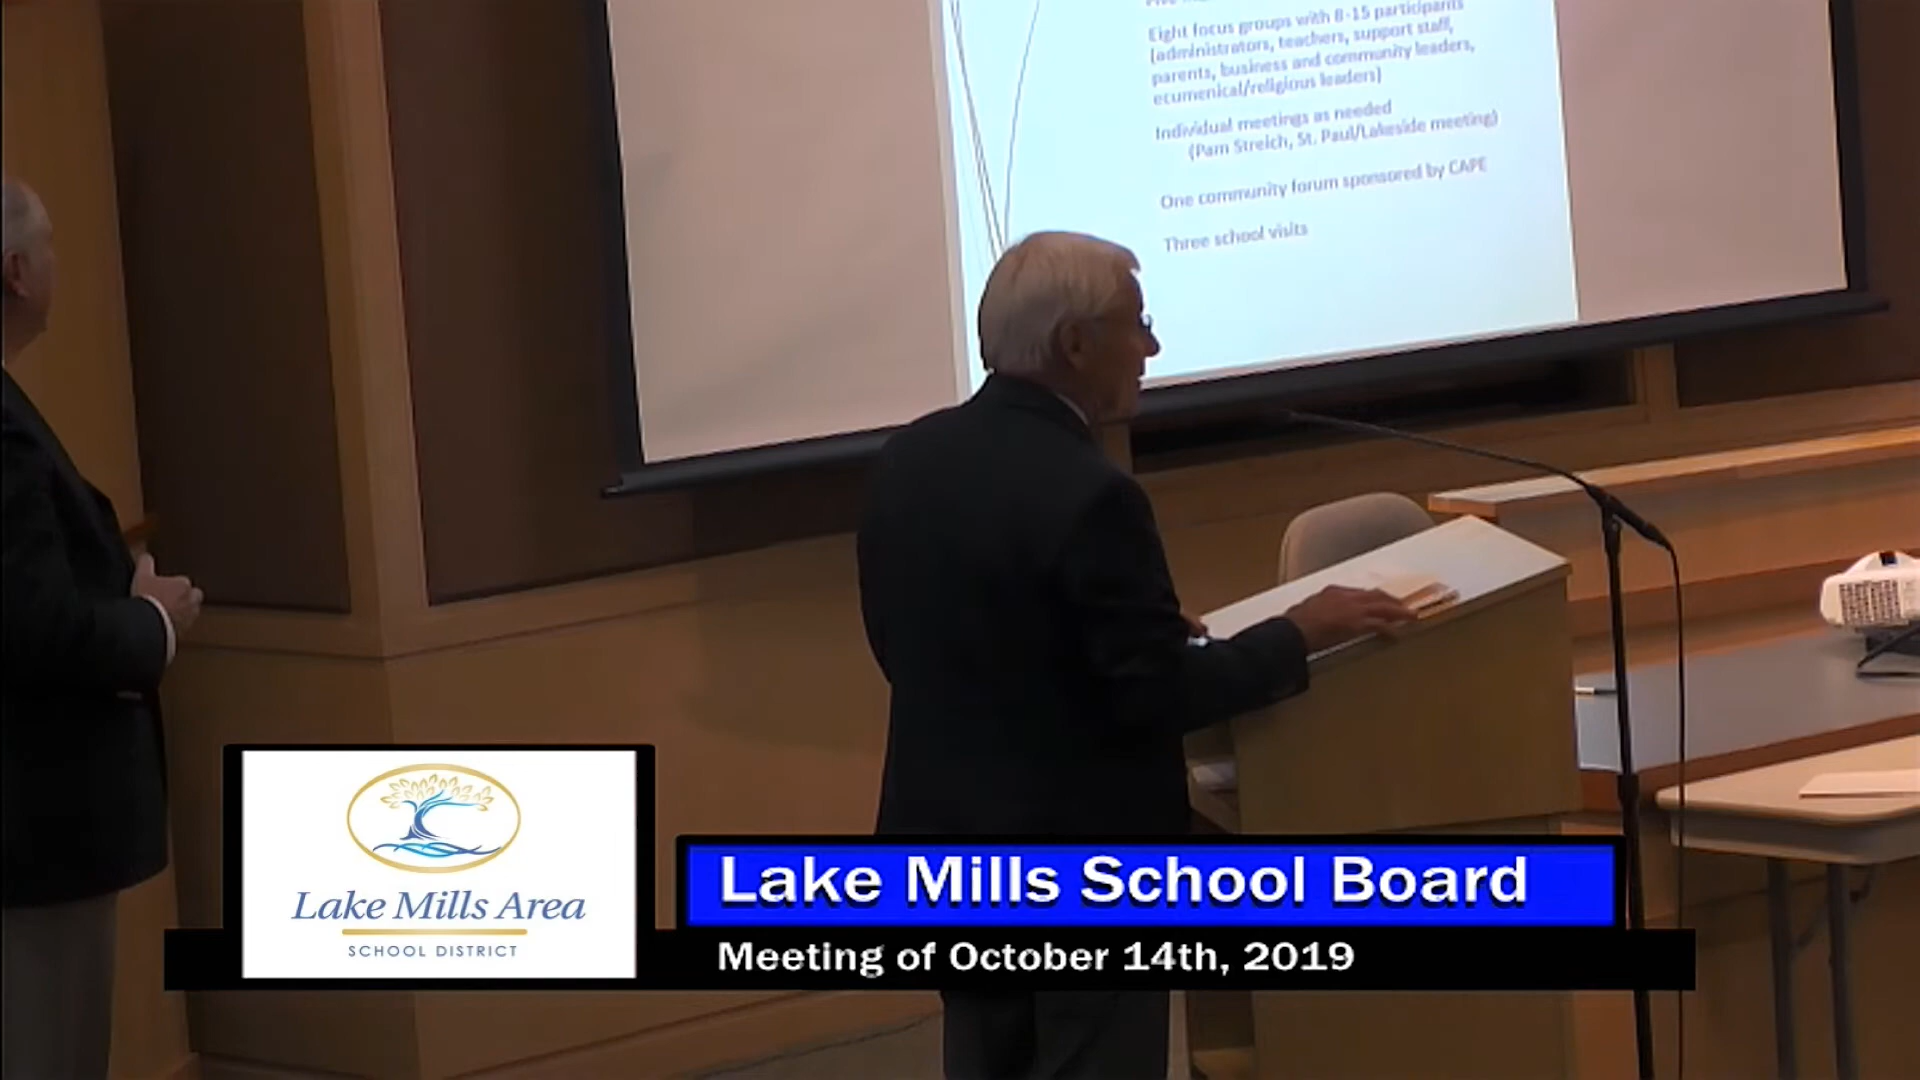 Eight focus groups with 8-15 participants
(administrators, teachers, support staff,
parents, business and community leaders,
ecumenical/religious leaders)
Individual meetings as needed
(Pam Streich, St. Paul/Lakeside meeting)
One community forum sponsored by CAPE
Three school visits
Lake Mills Area
SCHOOL DISTRICT
Lake Mills School Board
Meeting of October 14th, 2019